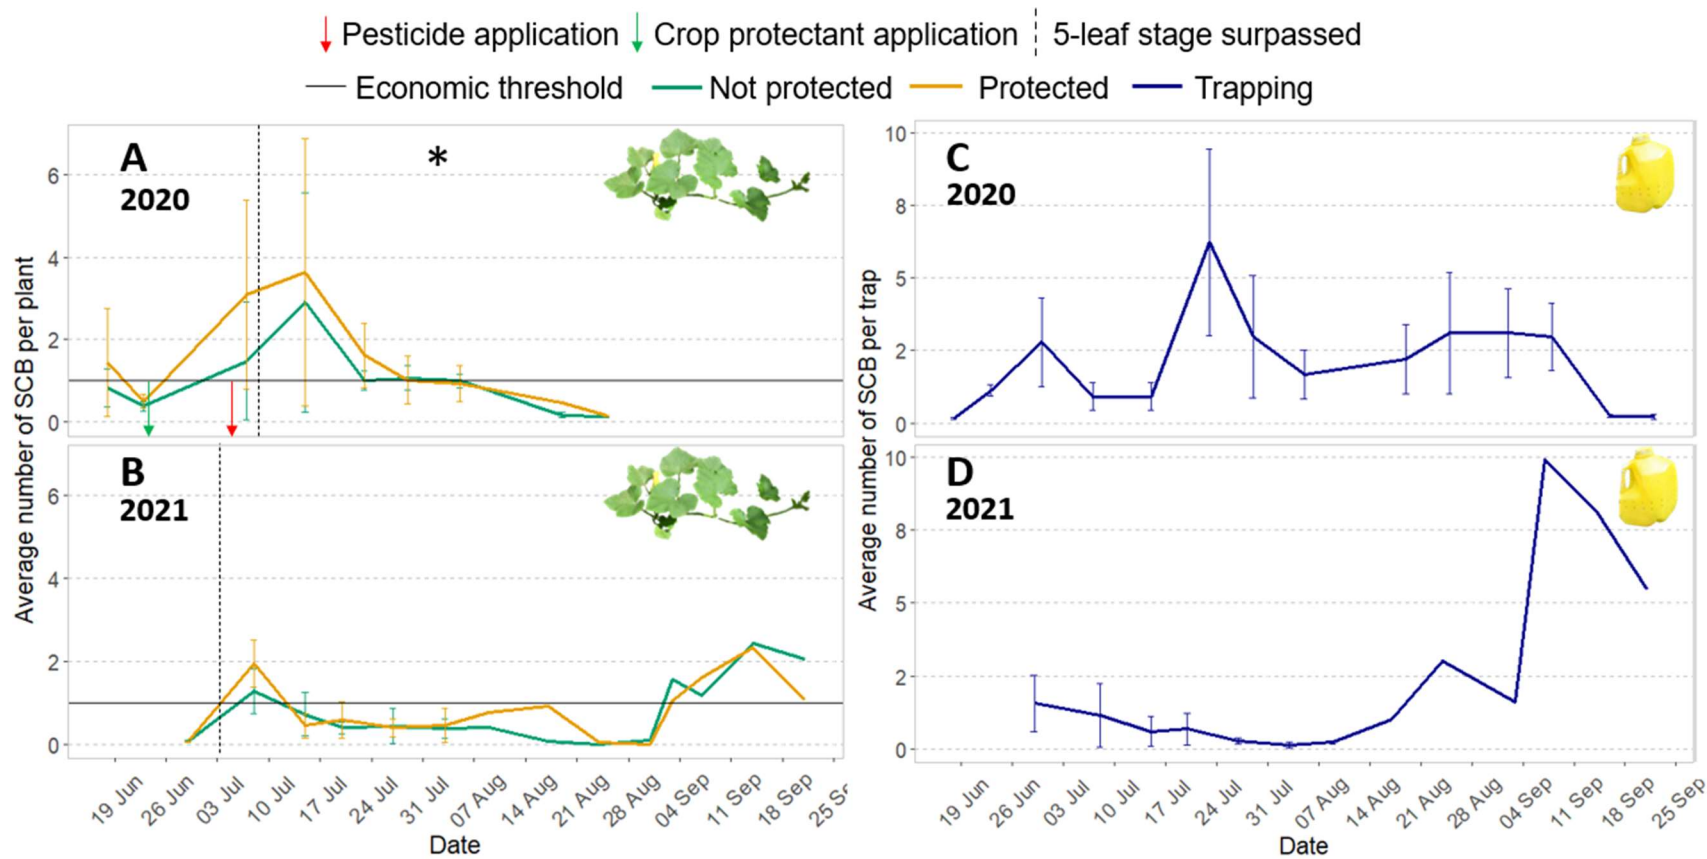 Pesticide application Crop protectant application 5-leaf stage surpassed
Economic threshold Not protected Protected Trapping
Average number of SCB per plant
A
2020
*
6
4
2
0
B
2021
6
4
2
0
19 Jun 26 Jun 03 Jul 10 Jul 17 Jul 24 Jul 31 Jul 07 Aug 14 Aug 21 Aug 28 Aug 04 Sep 11 Sep 18 Sep 25 S
Date
Average number of SCB per trap
C
2020
10
8
5
2
0
D
2021
10
8
5
2
0
19 Jun 26 Jun 03 Jul 10 Jul 17 Jul 24 Jul 31 Jul 07 Aug 14 Aug 21 Aug 28 Aug 04 Sep 11 Sep 18 Sep 25 Sep
Date